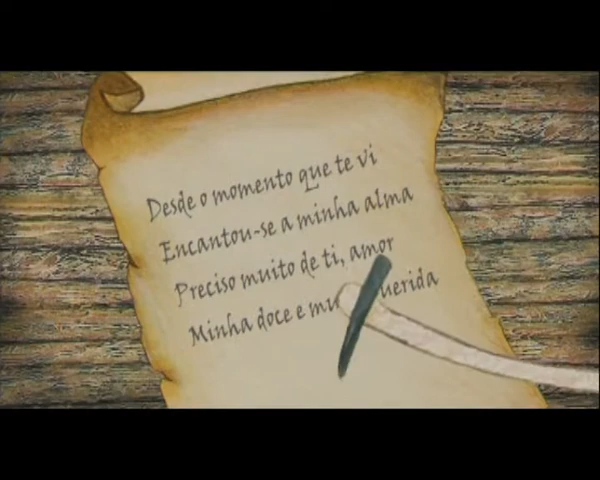 Desde o momento que te vi
Encantou-se a minha alma
Preciso muito de ti, amor
Minha doce e